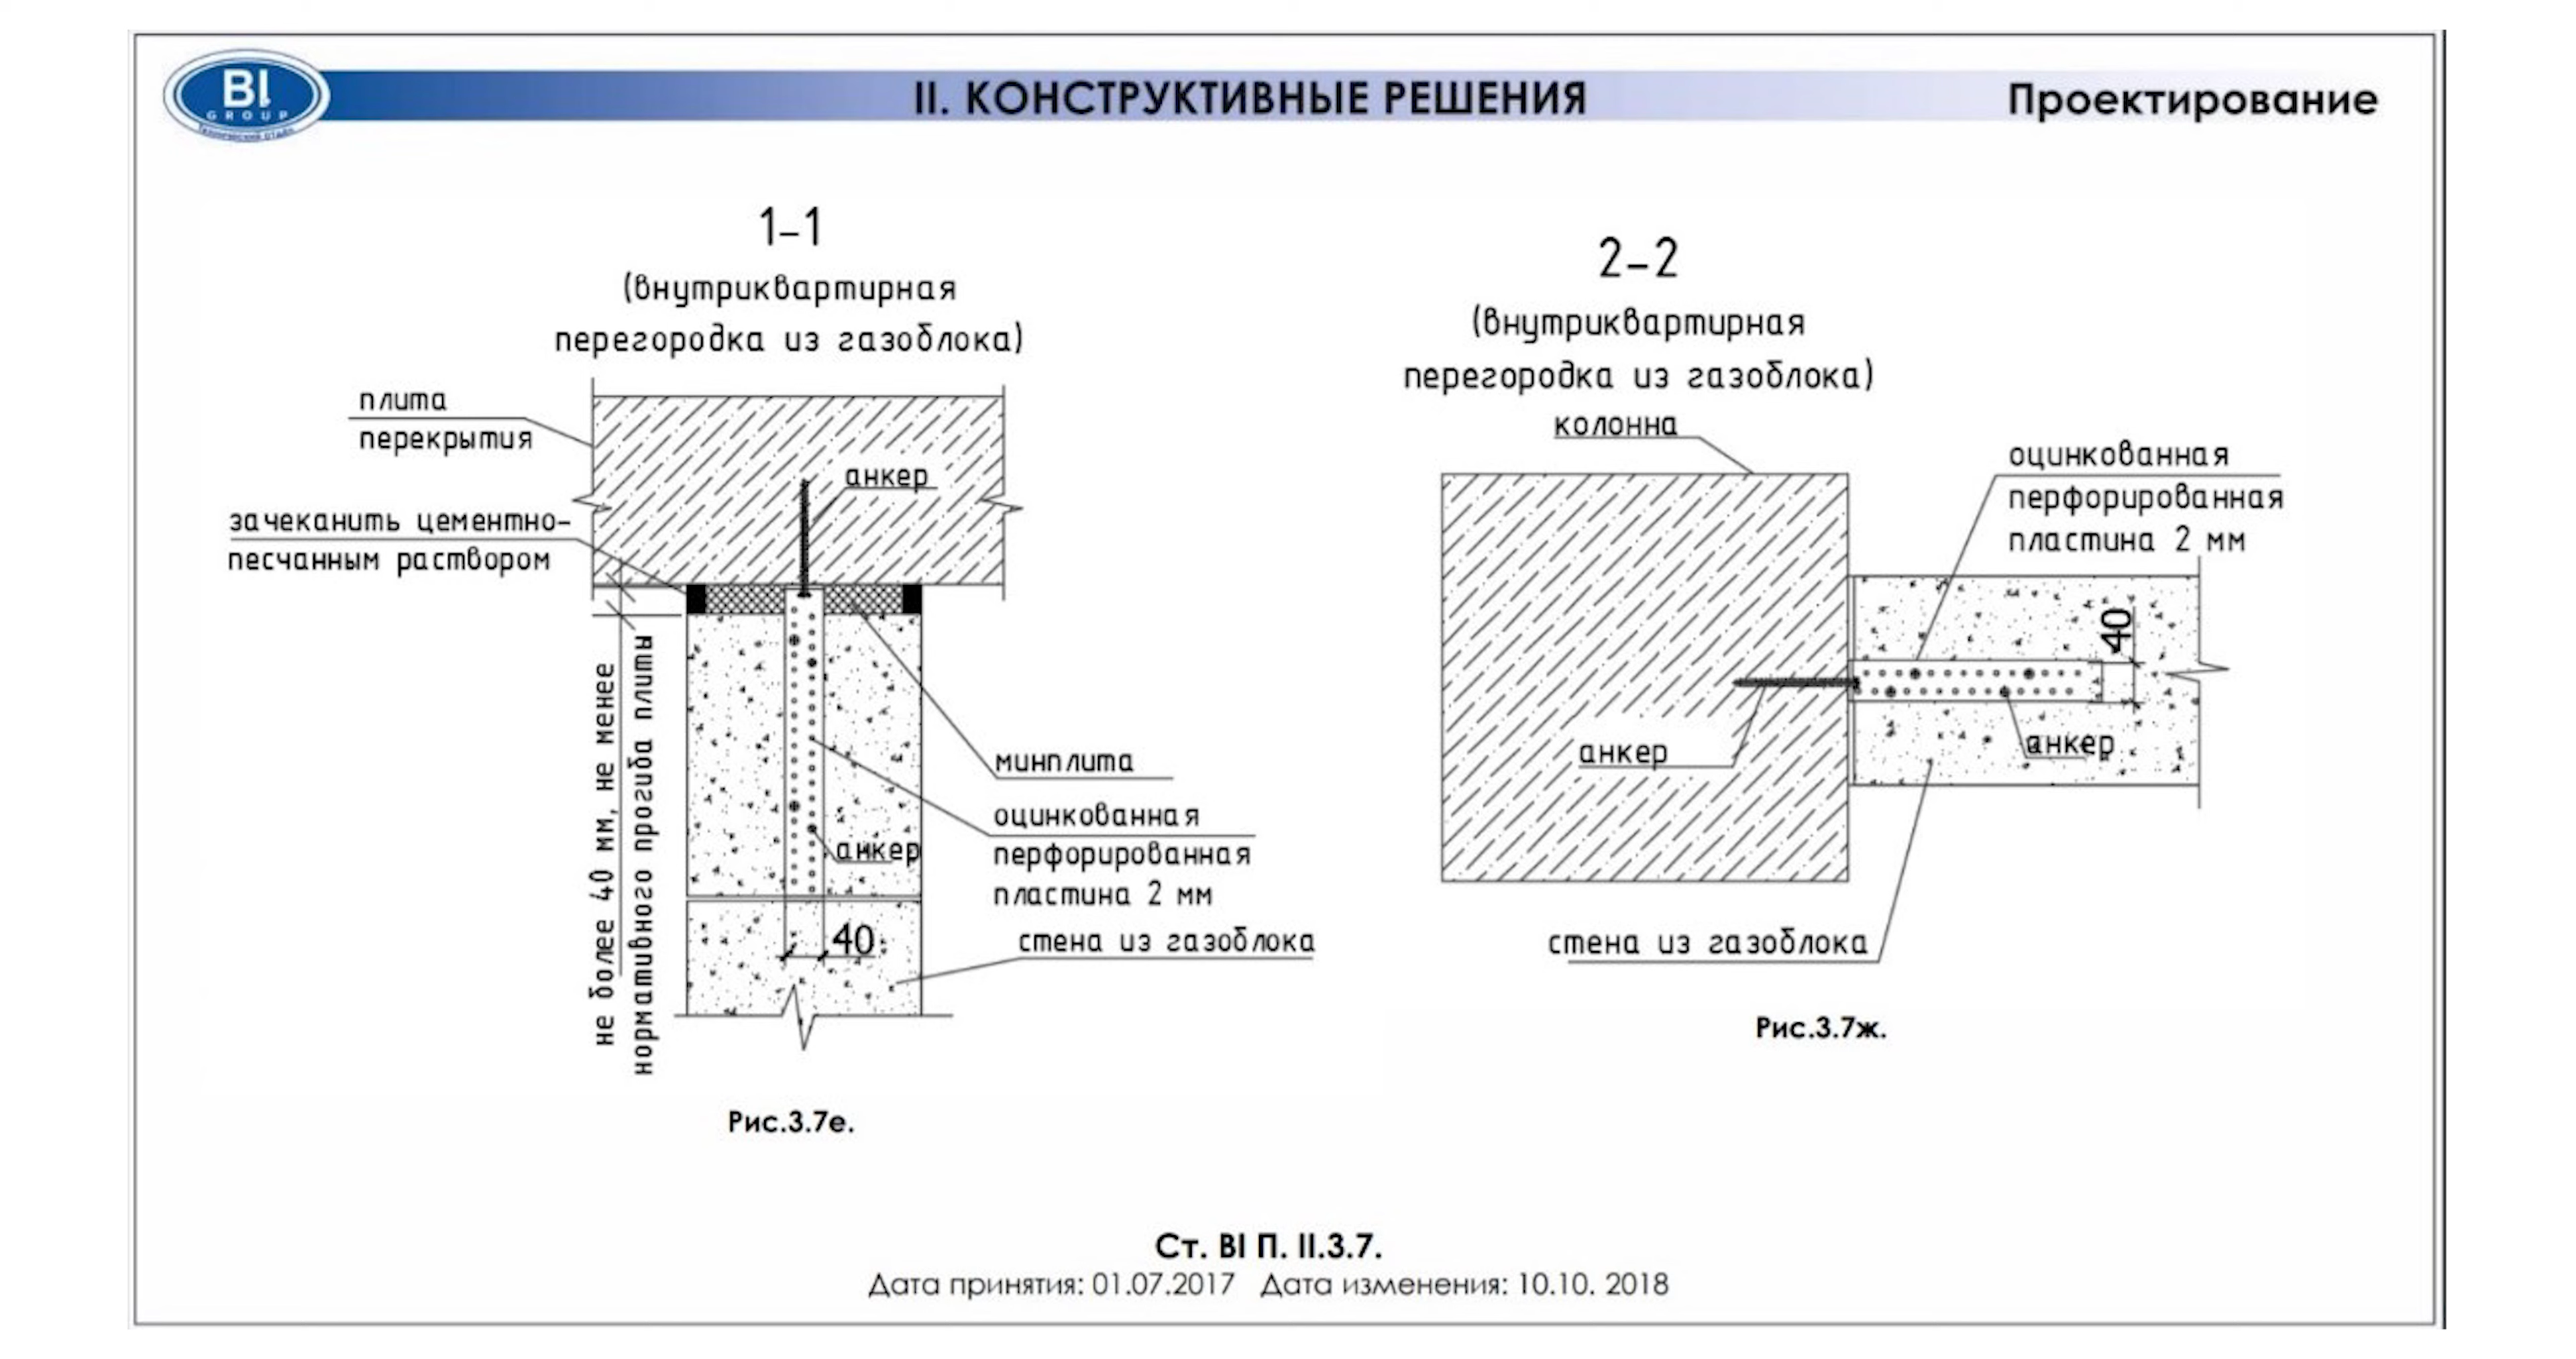 BI
GROUP
II. КОНСТРУКТИВНЫЕ РЕШЕНИЯ
Проектирование
1-1
(внутриквартирная
перегородка из газоблока)
плита
перекрытия
анкер
зачеканить цементно-
песчанным раствором
не более 40 мм, не менее
нормативного прогиба плиты
минплита
оцинкованная
перфорированная
пластина 2 мм
анкер
40
стена из газоблока
Рис.3.7е.
2-2
(внутриквартирная
перегородка из газоблока)
колонна
оцинкованная
перфорированная
пластина 2 мм
40
анкер
анкер
стена из газоблока
Рис.3.7ж.
Ст. BI П. II.3.7.
Дата принятия: 01.07.2017 Дата изменения: 10.10. 2018